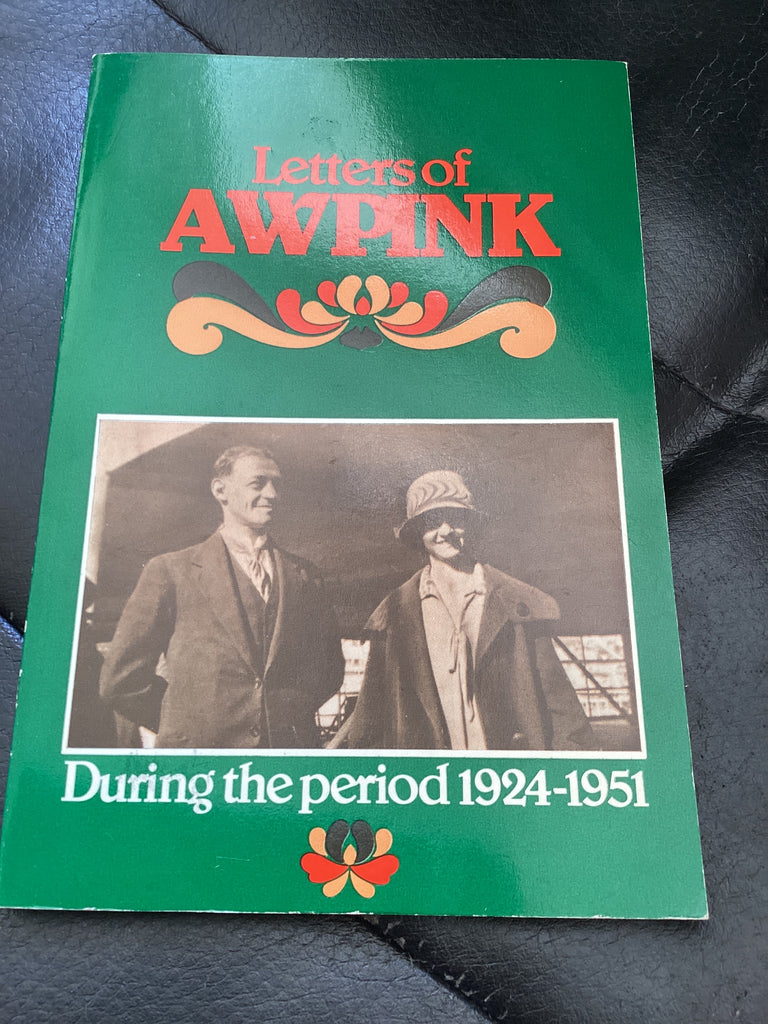 Letters of
AWPINK
During the period 1924-1951